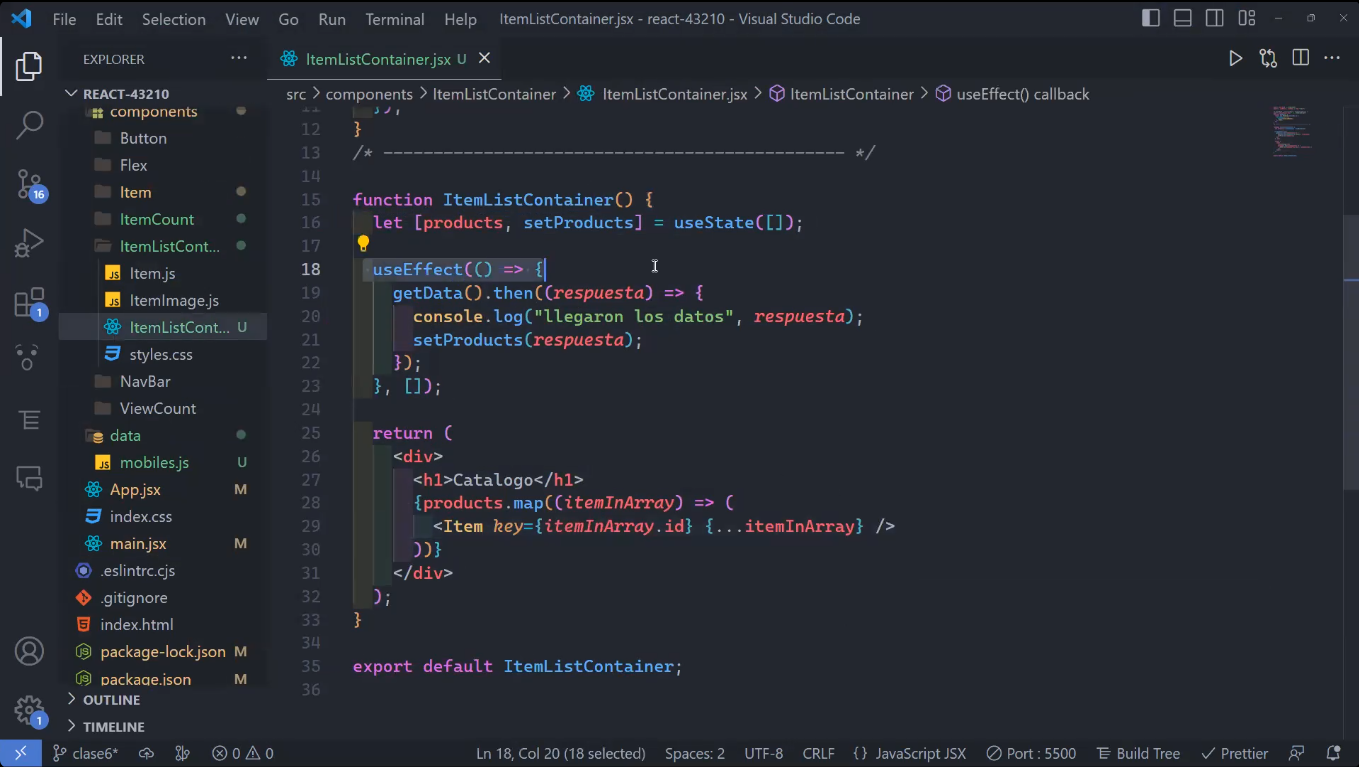 File Edit Selection View Go Run Terminal Help ItemListContainer.jsx - react-43210 - Visual Studio Code
EXPLORER ···
ItemListContainer.jsx U
src > components > ItemListContainer > ItemListContainer.jsx > ItemListContainer > useEffect() callback
REACT-43210
components
Button
Flex
Item
ItemCount
ItemListCont...
JS Item.js
JS ItemImage.js
ItemListCont... U
styles.css
NavBar
ViewCount
data
JS mobiles.js U
App.jsx M
index.css
main.jsx M
.eslintrc.cjs
.gitignore
index.html
package-lock.json M
package.json M
OUTLINE
TIMELINE
16
1
1
11 });
12 }
13 /* ---------------------------------------------- */
14
15 function ItemListContainer() {
16 let [products, setProducts] = useState([]);
17
18 useEffect(() => {
19 getData().then((respuesta) => {
20 console.log("llegaron los datos", respuesta);
21 setProducts(respuesta);
22 });
23 }, []);
24
25 return (
26 <div>
27 <h1>Catalogo</h1>
28 {products.map((itemInArray) => (
29 <Item key={itemInArray.id} {...itemInArray} />
30 ))}
31 </div>
32 );
33 }
34
35 export default ItemListContainer;
36
clase6* 0 0 Ln 18, Col 20 (18 selected) Spaces: 2 UTF-8 CRLF {} JavaScript JSX Port : 5500 Build Tree Prettier